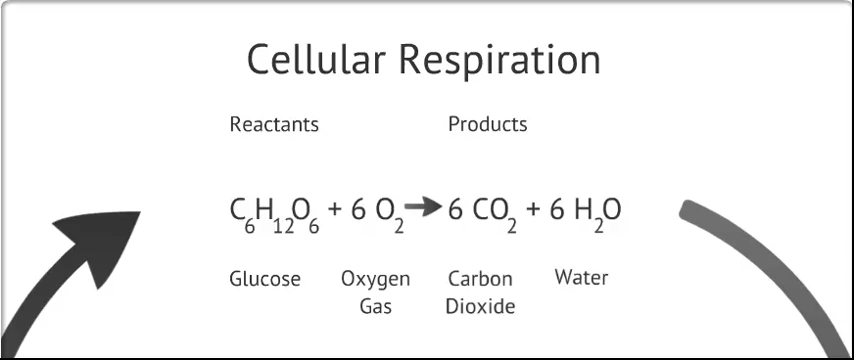 Cellular Respiration
Reactants Products
C₆H₁₂O₆ + 6 O₂ → 6 CO₂ + 6 H₂O
Glucose Oxygen Gas Carbon Dioxide Water